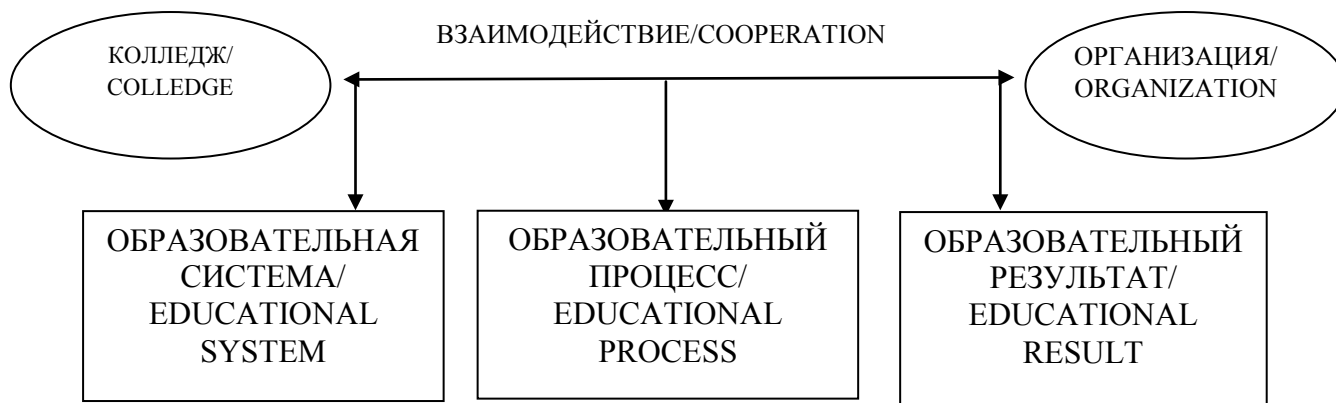 КОЛЛЕДЖ/
COLLEDGE
ВЗАИМОДЕЙСТВИЕ/COOPERATION
ОРГАНИЗАЦИЯ/
ORGANIZATION
ОБРАЗОВАТЕЛЬНАЯ
СИСТЕМА/
EDUCATIONAL
SYSTEM
ОБРАЗОВАТЕЛЬНЫЙ
ПРОЦЕСС/
EDUCATIONAL
PROCESS
ОБРАЗОВАТЕЛЬНЫЙ
РЕЗУЛЬТАТ/
EDUCATIONAL
RESULT